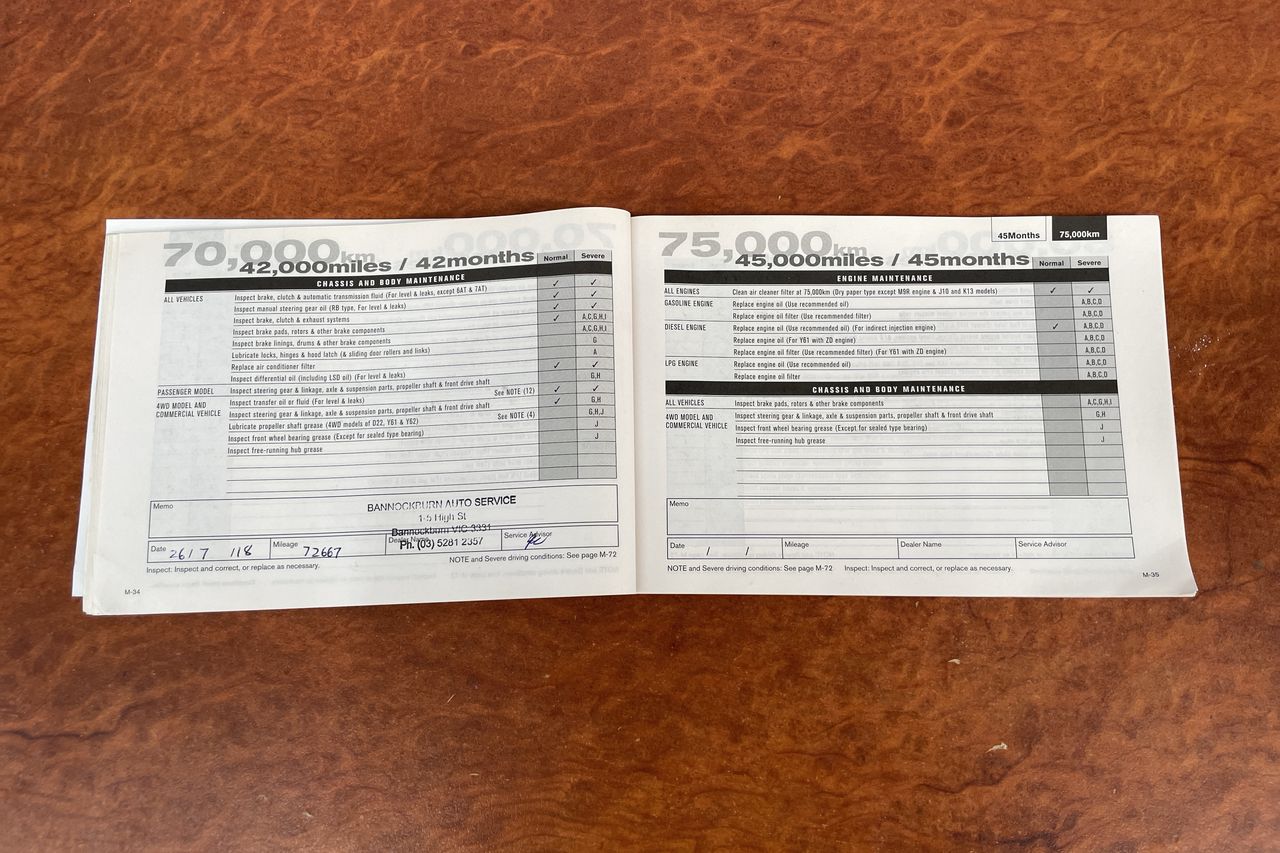 70,000km
42,000miles / 42months
Normal Severe
CHASSIS AND BODY MAINTENANCE
ALL VEHICLES Inspect brake, clutch & automatic transmission fluid (For level & leaks, except 6AT & 7AT) ✓ ✓
Inspect manual steering gear oil (RB type, For level & leaks) ✓
Inspect brake, clutch & exhaust systems ✓ ✓
Inspect brake pads, rotors & other brake components A,C,G,H,I
Inspect brake linings, drums & other brake components A,C,G,H,I
Lubricate locks, hinges & hood latch (& sliding door rollers and links) G
Replace air conditioner filter A
Inspect differential oil (including LSD oil) (For level & leaks) ✓ ✓
PASSENGER MODEL Inspect steering gear & linkage, axle & suspension parts, propeller shaft & front drive shaft G,H
4WD MODEL AND COMMERCIAL VEHICLE Inspect transfer oil or fluid (For level & leaks) See NOTE (12) ✓ ✓
Inspect steering gear & linkage, axle & suspension parts, propeller shaft & front drive shaft ✓ G,H
Lubricate propeller shaft grease (4WD models of D22, Y61 & Y62) See NOTE (4) G,H,J
Inspect front wheel bearing grease (Except for sealed type bearing) J
Inspect free-running hub grease J
Memo
BANNOCKBURN AUTO SERVICE
1-5 High St
Bannockburn VIC 3331
Ph. (03) 5281 2357
Date 26/7/18 Mileage 72667 Dealer Name Service Advisor
Inspect: Inspect and correct, or replace as necessary. NOTE and Severe driving conditions: See page M-72
M-34
45Months 75,000km
75,000km
45,000miles / 45months
Normal Severe
ENGINE MAINTENANCE
ALL ENGINES Clean air cleaner filter at 75,000km (Dry paper type except M9R engine & J10 and K13 models) ✓ ✓
GASOLINE ENGINE Replace engine oil (Use recommended oil) A,B,C,D
Replace engine oil filter (Use recommended filter) A,B,C,D
DIESEL ENGINE Replace engine oil (Use recommended oil) (For indirect injection engine) ✓ A,B,C,D
Replace engine oil (For Y61 with ZD engine) A,B,C,D
Replace engine oil filter (Use recommended filter) (For Y61 with ZD engine) A,B,C,D
LPG ENGINE Replace engine oil (Use recommended oil) A,B,C,D
Replace engine oil filter A,B,C,D
CHASSIS AND BODY MAINTENANCE
ALL VEHICLES Inspect brake pads, rotors & other brake components A,C,G,H,I
4WD MODEL AND COMMERCIAL VEHICLE Inspect steering gear & linkage, axle & suspension parts, propeller shaft & front drive shaft G,H
Inspect front wheel bearing grease (Except for sealed type bearing) J
Inspect free-running hub grease J
Memo
Date / / Mileage Dealer Name Service Advisor
NOTE and Severe driving conditions: See page M-72 Inspect: Inspect and correct, or replace as necessary.
M-35